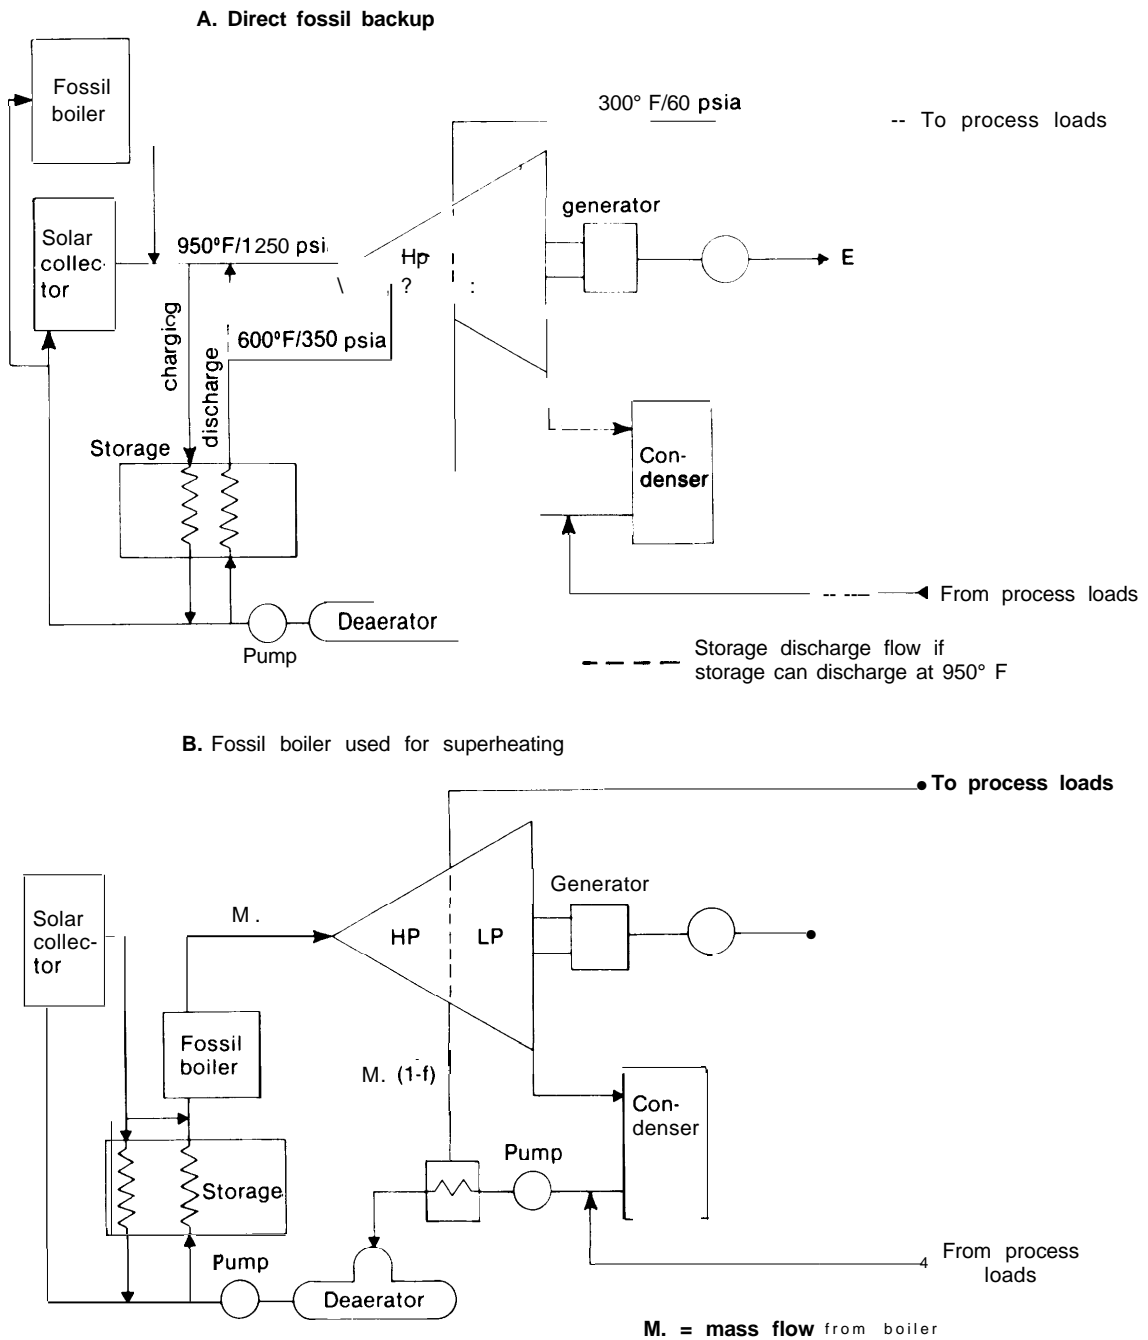 A. Direct fossil backup
Fossil
boiler
300° F/60 psia
-- To process loads
generator
Solar
collec-
tor
950°F/1250 psi
Hp
?
:
E
600°F/350 psia
charging
discharge
Storage
Con-
denser
From process loads
Deaerator
Pump
Storage discharge flow if
storage can discharge at 950° F
B. Fossil boiler used for superheating
To process loads
Generator
Solar
collec-
tor
M .
HP
LP
Fossil
boiler
M. (1-f)
Con-
denser
Pump
Storage
Pump
Deaerator
4
From process
loads
M. = mass flow from boiler